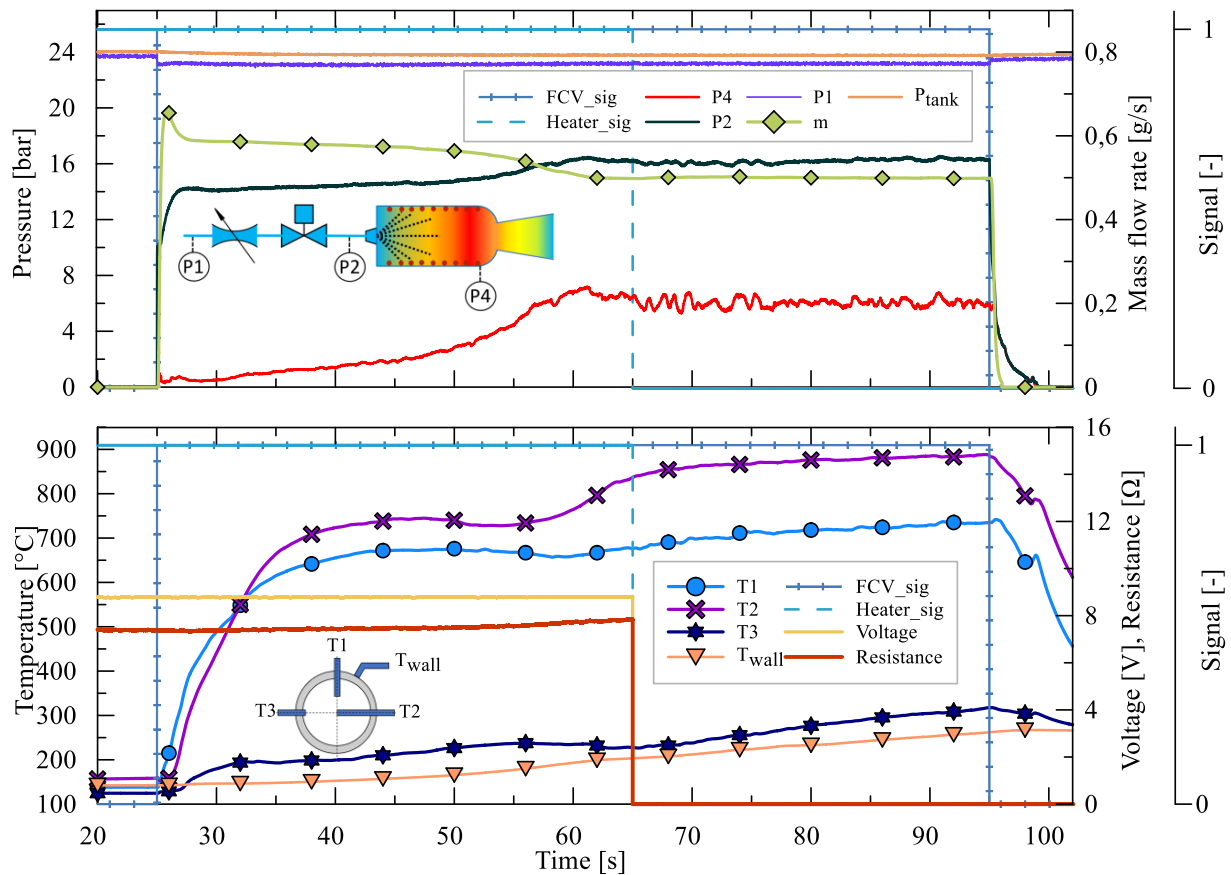 24
20
16
12
8
4
0
Pressure [bar]
0,8
0,6
0,4
0,2
0
Mass flow rate [g/s]
1
0
Signal [-]
FCV_sig P4 P1 P_tank
Heater_sig P2 m
P1 P2 P4
900
800
700
600
500
400
300
200
100
Temperature [°C]
16
12
8
4
0
Voltage [V], Resistance [Ω]
1
0
Signal [-]
T1 FCV_sig
T2 Heater_sig
T3 Voltage
T_wall Resistance
T1
T_wall
T3 T2
20 30 40 50 60 70 80 90 100
Time [s]